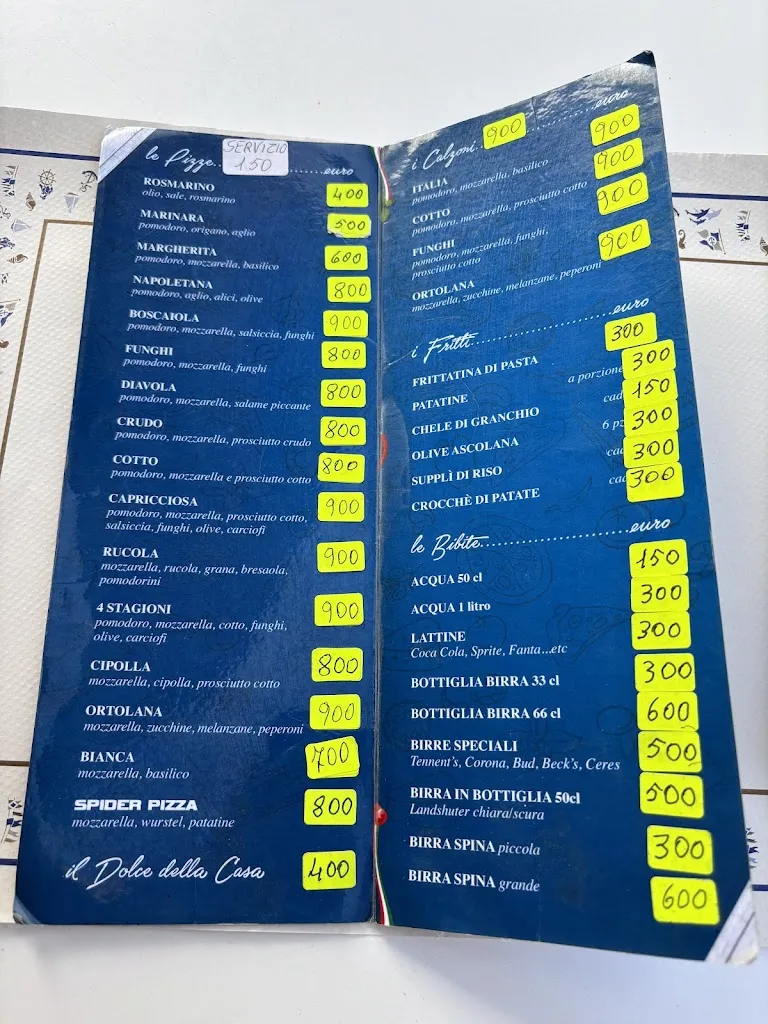 le Pizze..............euro
SERVIZIO
1.50
ROSMARINO 400
olio, sale, rosmarino
MARINARA 500
pomodoro, origano, aglio
MARGHERITA 600
pomodoro, mozzarella, basilico
NAPOLETANA 800
pomodoro, aglio, alici, olive
BOSCAIOLA 900
pomodoro, mozzarella, salsiccia, funghi
FUNGHI 800
pomodoro, mozzarella, funghi
DIAVOLA 800
pomodoro, mozzarella, salame piccante
CRUDO 800
pomodoro, mozzarella, prosciutto crudo
COTTO 800
pomodoro, mozzarella e prosciutto cotto
CAPRICCIOSA 900
pomodoro, mozzarella, prosciutto cotto,
salsiccia, funghi, olive, carciofi
RUCOLA 900
mozzarella, rucola, grana, bresaola,
pomodorini
4 STAGIONI 900
pomodoro, mozzarella, cotto, funghi,
olive, carciofi
CIPOLLA 800
mozzarella, cipolla, prosciutto cotto
ORTOLANA 900
mozzarella, zucchine, melanzane, peperoni
BIANCA 700
mozzarella, basilico
SPIDER PIZZA 800
mozzarella, wurstel, patatine
il Dolce della Casa 400
i Calzoni..............euro
900
ITALIA 900
pomodoro, mozzarella, basilico
COTTO 900
pomodoro, mozzarella, prosciutto cotto
FUNGHI 900
pomodoro, mozzarella, funghi,
prosciutto cotto
ORTOLANA 900
mozzarella, zucchine, melanzane, peperoni
i Fritti..............euro
FRITTATINA DI PASTA 300
PATATINE a porzione 300
CHELE DI GRANCHIO cad 150
OLIVE ASCOLANA 6 pz 300
SUPPLÌ DI RISO cad 300
CROCCHÈ DI PATATE cad 300
le Bibite..............euro
ACQUA 50 cl 150
ACQUA 1 litro 300
LATTINE 300
Coca Cola, Sprite, Fanta...etc
BOTTIGLIA BIRRA 33 cl 300
BOTTIGLIA BIRRA 66 cl 600
BIRRE SPECIALI 500
Tennent's, Corona, Bud, Beck's, Ceres
BIRRA IN BOTTIGLIA 50cl 500
Landshuter chiara/scura
BIRRA SPINA piccola 300
BIRRA SPINA grande 600